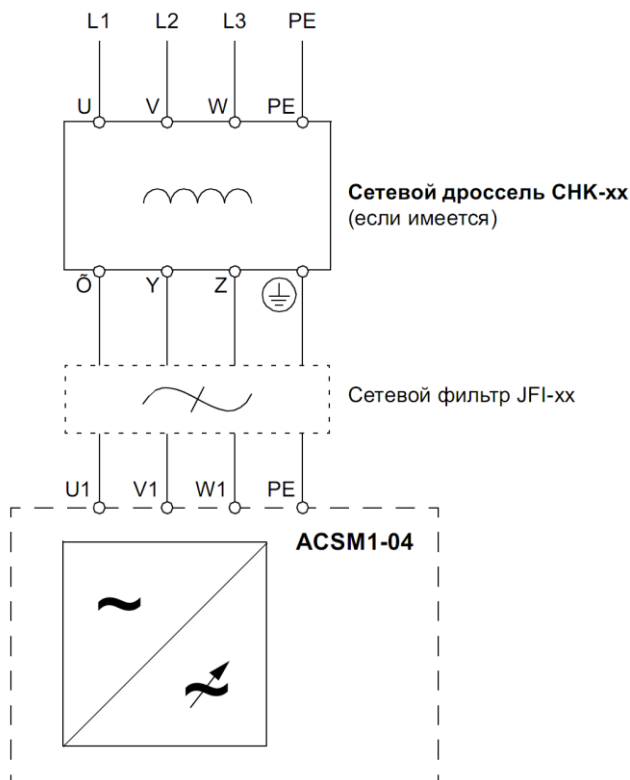 L1 L2 L3 PE
U V W PE
Сетевой дроссель CHK-xx
(если имеется)
Õ Y Z
Сетевой фильтр JFI-xx
U1 V1 W1 PE
ACSM1-04